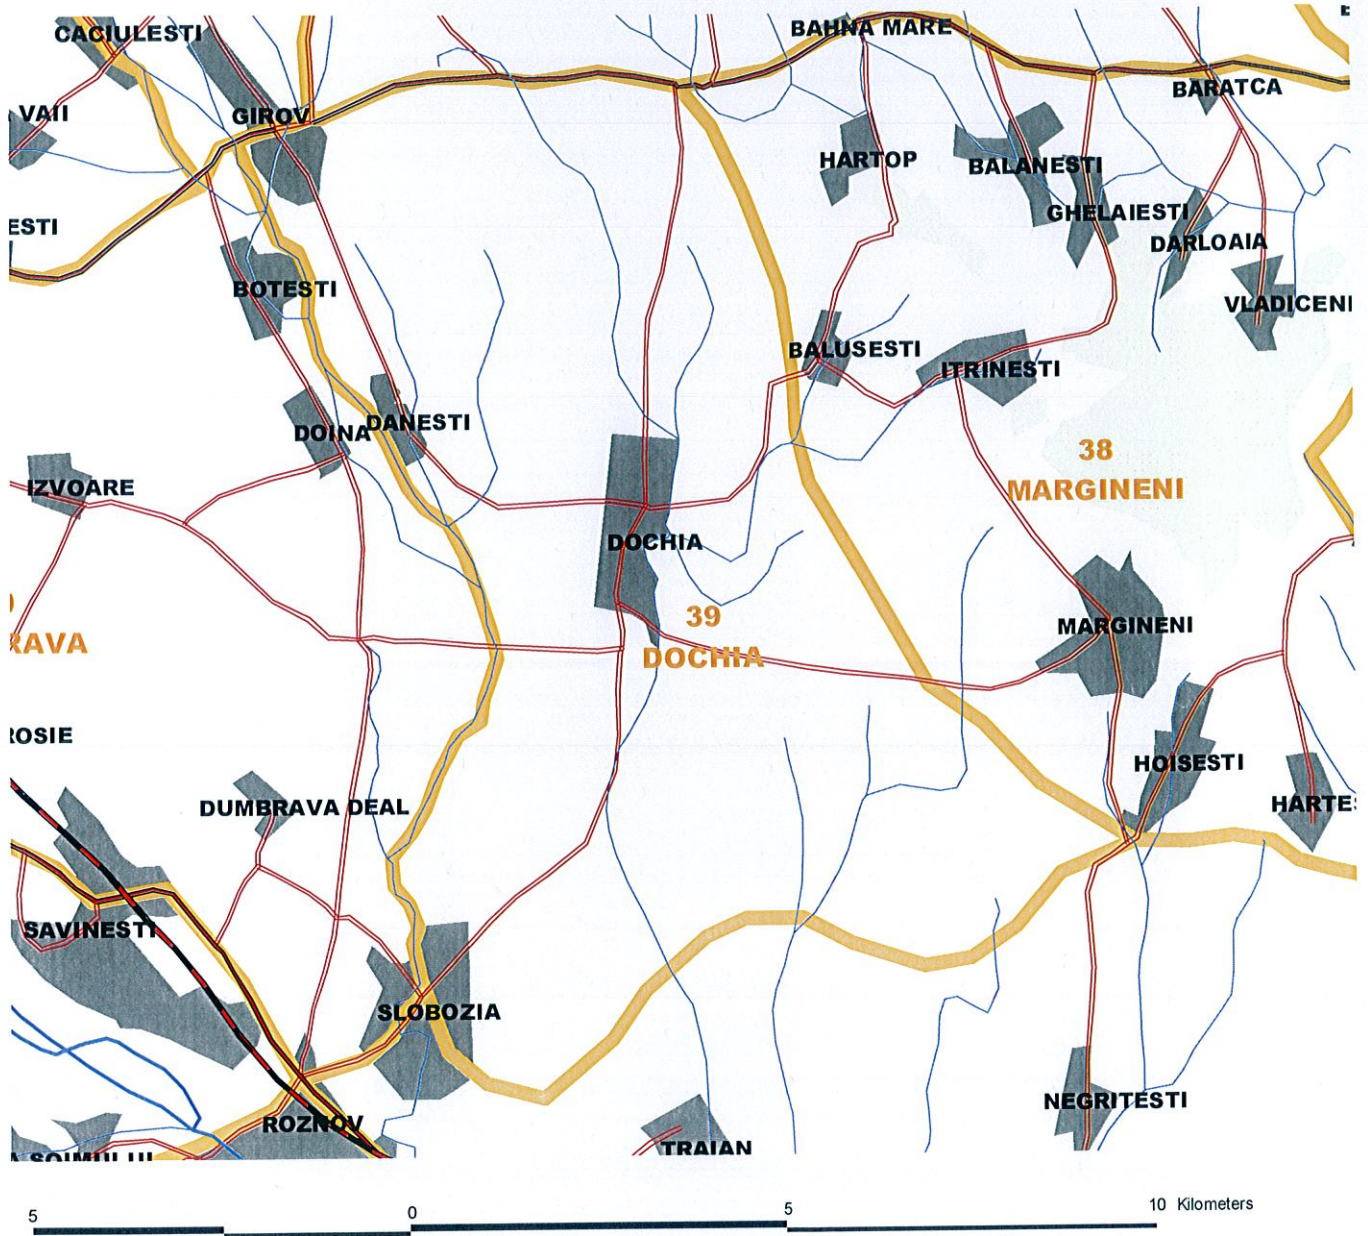 CACIULESTI
BAHNA MARE
VAII
GIROV
BARATCA
HARTOP
BALANESTI
ESTI
GHELAIESTI
DARLOAIA
BOTESTI
VLADICENI
BALUSESTI
ITRINESTI
DOINA
DANESTI
38
MARGINENI
IZVOARE
DOCHIA
39
DOCHIA
MARGINENI
RAVA
ROSIE
HOISESTI
DUMBRAVA DEAL
HARTES
SAVINESTI
SLOBOZIA
NEGRITESTI
ROZNOV
TRAIAN
A SOIMULUI
5 0 5 10 Kilometers